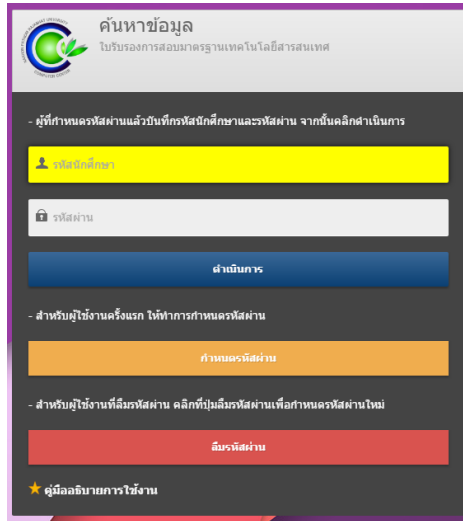 ค้นหาข้อมูล
ใบรับรองการสอบมาตรฐานเทคโนโลยีสารสนเทศ
- ผู้ที่กำหนดรหัสผ่านแล้วบันทึกรหัสนักศึกษาและรหัสผ่าน จากนั้นคลิกดำเนินการ
รหัสนักศึกษา
รหัสผ่าน
ดำเนินการ
- สำหรับผู้ใช้งานครั้งแรก ให้ทำการกำหนดรหัสผ่าน
กำหนดรหัสผ่าน
- สำหรับผู้ใช้งานที่ลืมรหัสผ่าน คลิกที่ปุ่มลืมรหัสผ่านเพื่อกำหนดรหัสผ่านใหม่
ลืมรหัสผ่าน
คู่มืออธิบายการใช้งาน